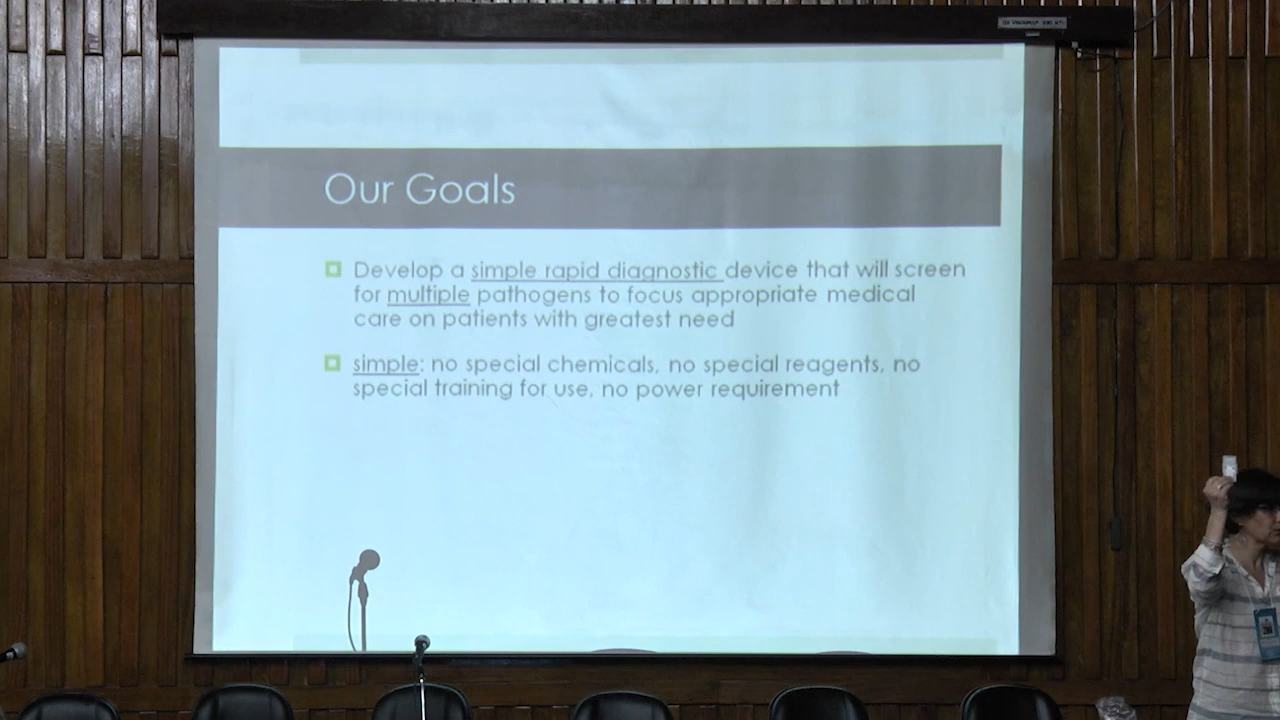 Our Goals
Develop a simple rapid diagnostic device that will screen
for multiple pathogens to focus appropriate medical
care on patients with greatest need
simple: no special chemicals, no special reagents, no
special training for use, no power requirement